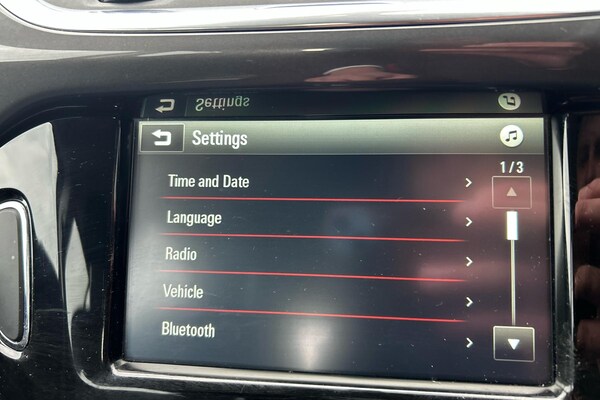 Settings
Settings
1/3
Time and Date
Language
Radio
Vehicle
Bluetooth